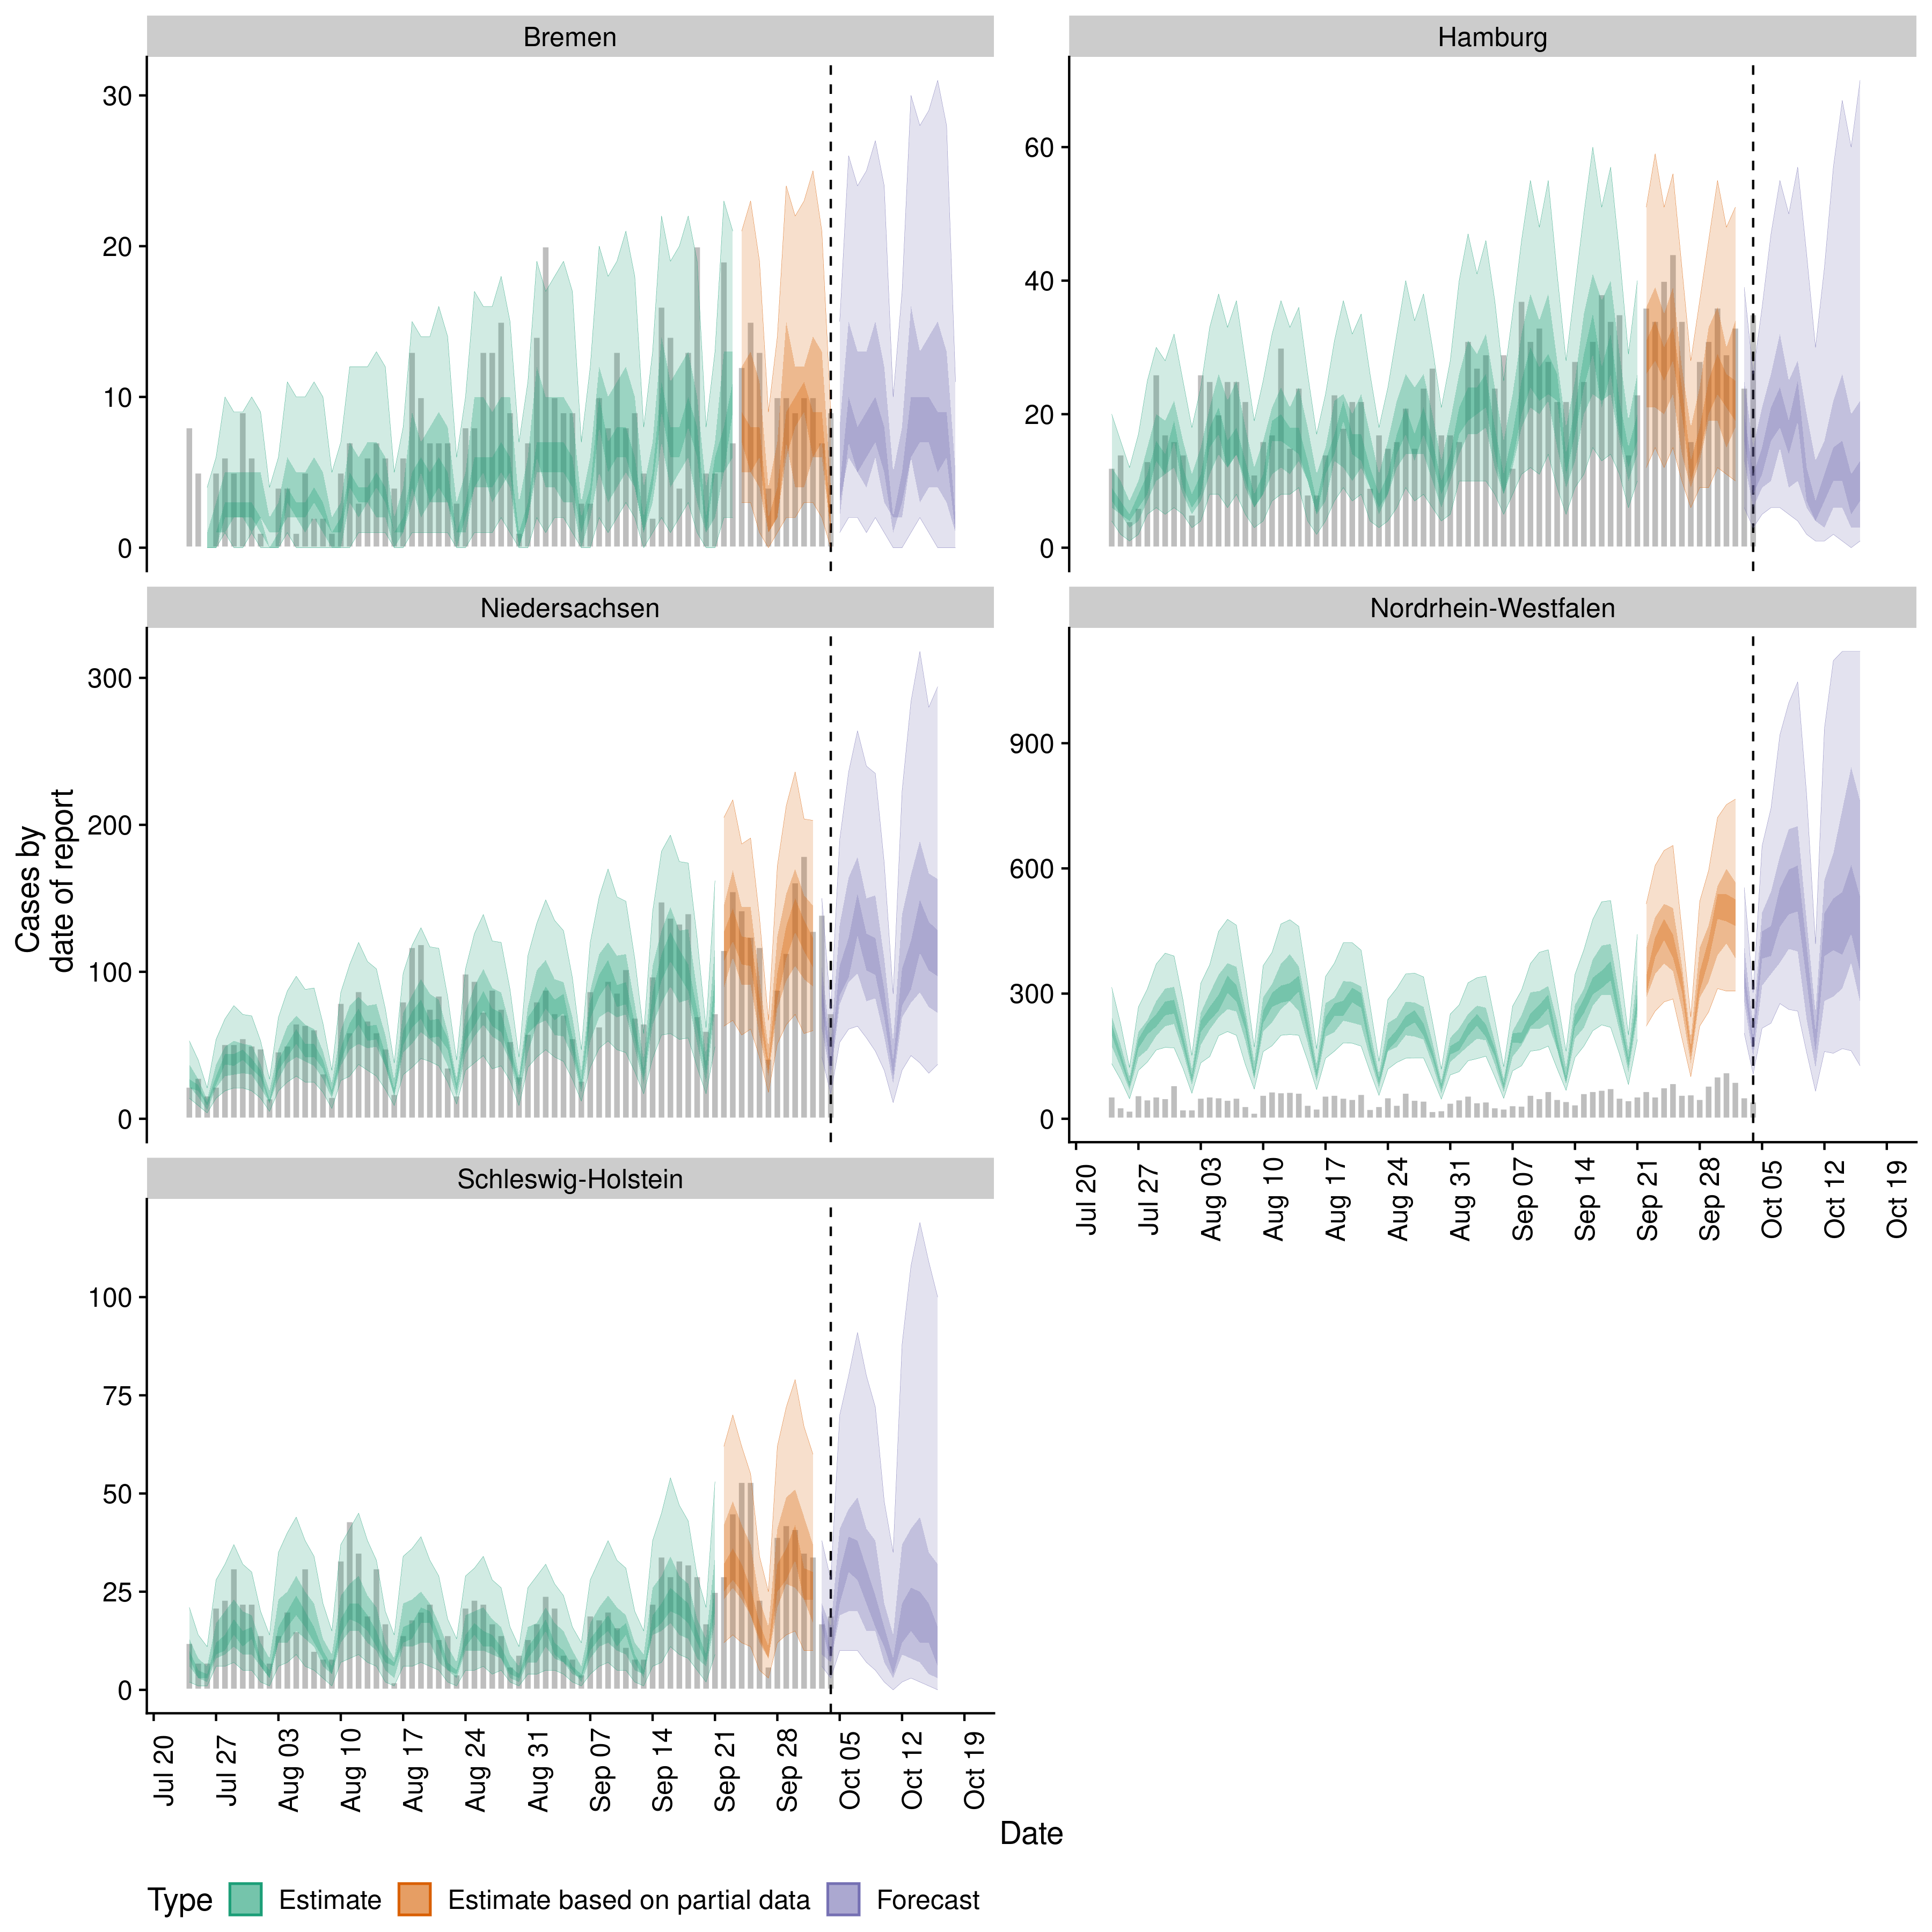 Bremen
Hamburg
30
20
10
0
60
40
20
0
Niedersachsen
Nordrhein-Westfalen
Cases by
date of report
300
200
100
0
900
600
300
0
Jul 20
Jul 27
Aug 03
Aug 10
Aug 17
Aug 24
Aug 31
Sep 07
Sep 14
Sep 21
Sep 28
Oct 05
Oct 12
Oct 19
Schleswig-Holstein
100
75
50
25
0
Jul 20
Jul 27
Aug 03
Aug 10
Aug 17
Aug 24
Aug 31
Sep 07
Sep 14
Sep 21
Sep 28
Oct 05
Oct 12
Oct 19
Date
Type Estimate Estimate based on partial data Forecast